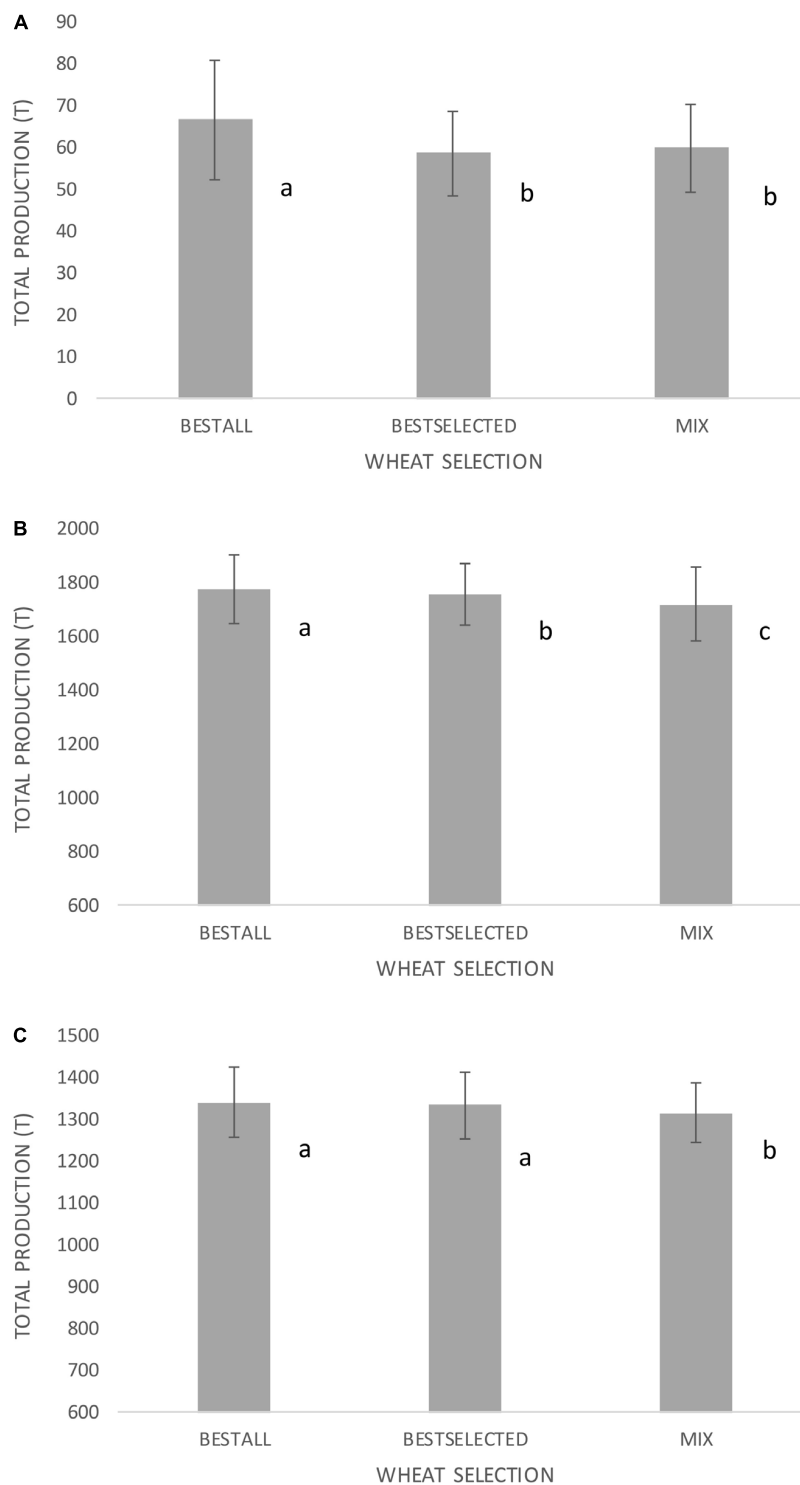 A
90
80
70
60
50
40
30
20
10
0
TOTAL PRODUCTION (T)
a
b
b
BESTALL BESTSELECTED MIX
WHEAT SELECTION
B
2000
1800
1600
1400
1200
1000
800
600
TOTAL PRODUCTION (T)
a
b
c
BESTALL BESTSELECTED MIX
WHEAT SELECTION
C
1500
1400
1300
1200
1100
1000
900
800
700
600
TOTAL PRODUCTION (T)
a
a
b
BESTALL BESTSELECTED MIX
WHEAT SELECTION